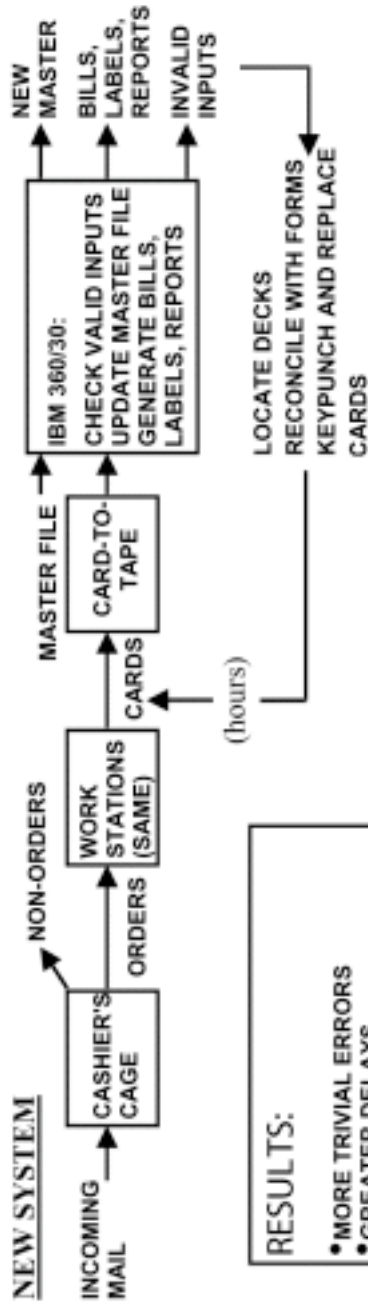 NEW SYSTEM
INCOMING
MAIL
CASHIER'S
CAGE
NON-ORDERS
ORDERS
WORK
STATIONS
(SAME)
CARDS
CARD-TO-
TAPE
MASTER FILE
IBM 360/30:
CHECK VALID INPUTS
UPDATE MASTER FILE
GENERATE BILLS,
LABELS, REPORTS
NEW
MASTER
BILLS,
LABELS,
REPORTS
INVALID
INPUTS
LOCATE DECKS
RECONCILE WITH FORMS
KEYPUNCH AND REPLACE
CARDS
(hours)
RESULTS:
•MORE TRIVIAL ERRORS
•GREATER DELAYS